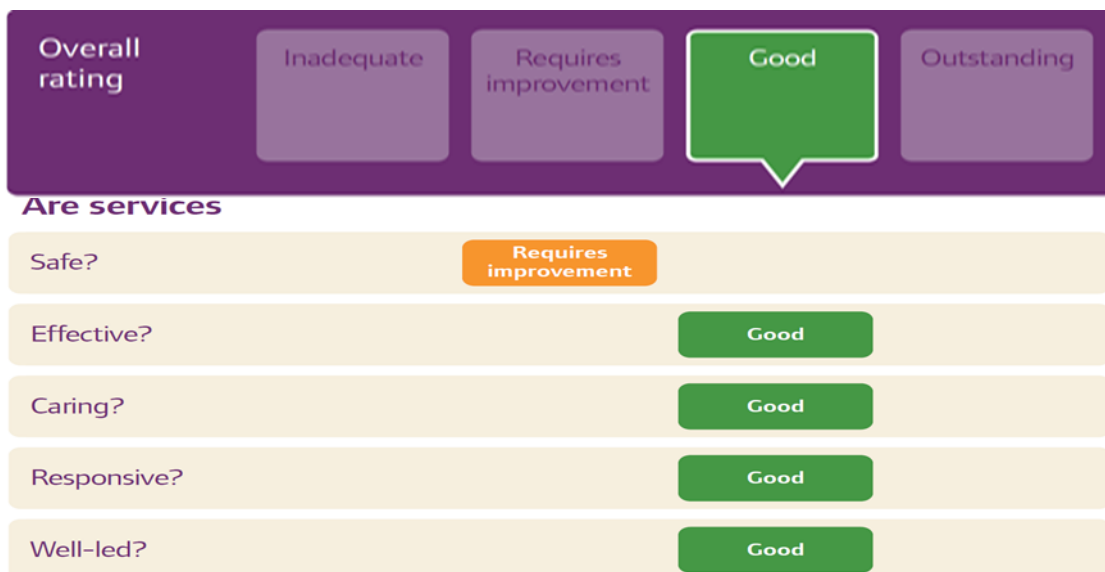 Overall rating
Inadequate
Requires improvement
Good
Outstanding
Are services
Safe?
Requires improvement
Effective?
Good
Caring?
Good
Responsive?
Good
Well-led?
Good